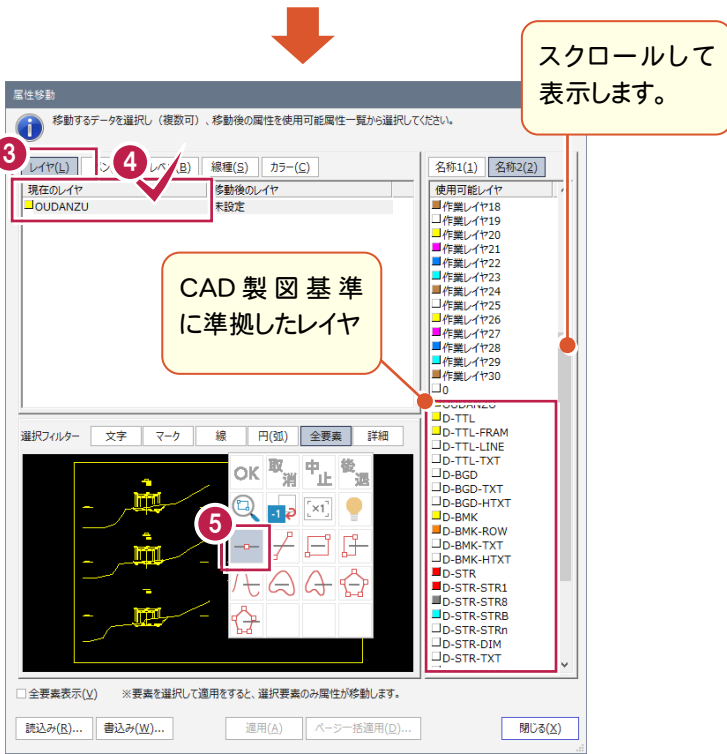 スクロールして
表示します。
属性移動
移動するデータを選択し（複数可）、移動後の属性を使用可能属性一覧から選択してください。
3
4
レイヤ(L)
(B)
線種(S)
カラー(C)
名称1(1)
名称2(2)
現在のレイヤ
移動後のレイヤ
OUDANZU
未設定
使用可能レイヤ
作業レイヤ18
作業レイヤ19
作業レイヤ20
作業レイヤ21
作業レイヤ22
作業レイヤ23
作業レイヤ24
作業レイヤ25
作業レイヤ26
作業レイヤ27
作業レイヤ28
作業レイヤ29
作業レイヤ30
0
OUDANZU
D-TTL
D-TTL-FRAM
D-TTL-LINE
D-TTL-TXT
D-BGD
D-BGD-TXT
D-BGD-HTXT
D-BMK
D-BMK-ROW
D-BMK-TXT
D-BMK-HTXT
D-STR
D-STR-STR1
D-STR-STR8
D-STR-STRB
D-STR-STRn
D-STR-DIM
D-STR-TXT
CAD製図基準
に準拠したレイヤ
選択フィルター
文字
マーク
線
円(弧)
全要素
詳細
OK
取消
中止
後退
-1
[×1]
5
全要素表示(V)
※要素を選択して適用をすると、選択要素のみ属性が移動します。
読込み(R)...
書込み(W)...
適用(A)
ページ一括適用(D)...
閉じる(X)